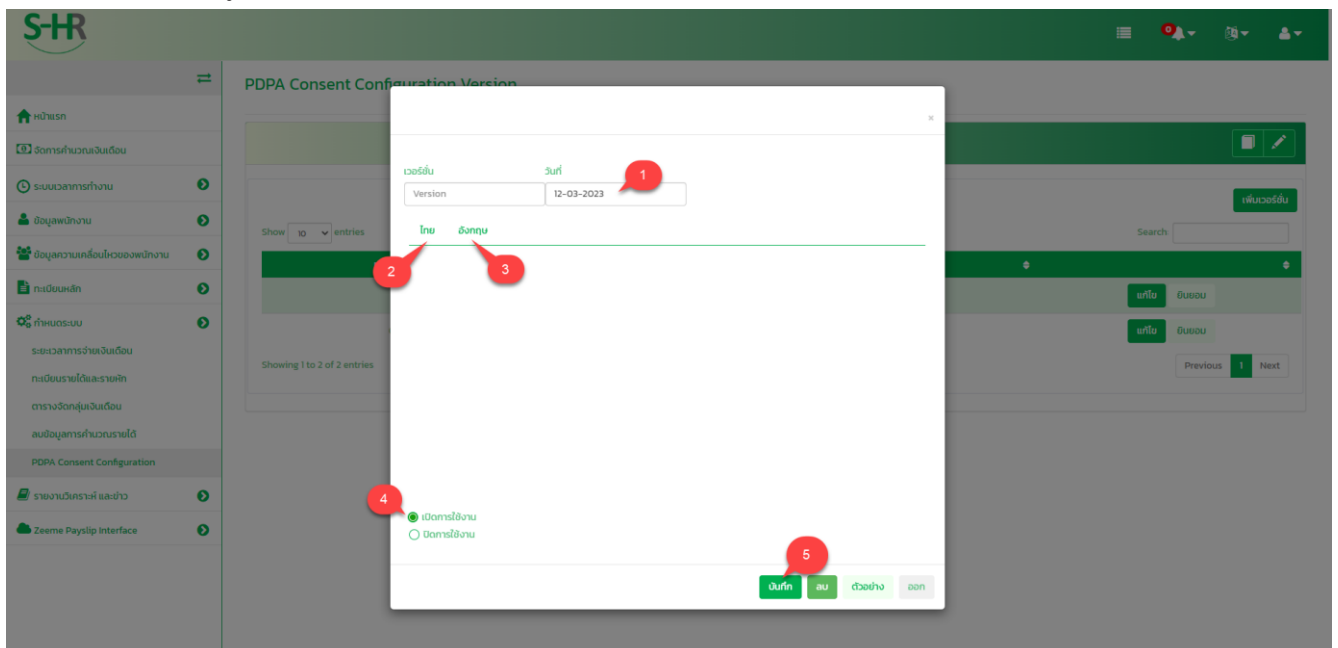 S-HR
0
PDPA Consent Configuration Version
×
หน้าแรก
จัดการคำนวณเงินเดือน
ระบบเวลาการทำงาน
ข้อมูลพนักงาน
ข้อมูลความเคลื่อนไหวของพนักงาน
ทะเบียนหลัก
กำหนดระบบ
ระยะเวลาการจ่ายเงินเดือน
ทะเบียนรายได้และรายหัก
ตารางจัดกลุ่มเงินเดือน
ลบข้อมูลการคำนวณรายได้
PDPA Consent Configuration
รายงานวิเคราะห์ และข่าว
Zeeme Payslip Interface
เวอร์ชั่น วันที่
Version 12-03-2023 1
ไทย อังกฤษ
2 3
4
เปิดการใช้งาน
ปิดการใช้งาน
5
บันทึก ลบ ตัวอย่าง ออก
เพิ่มเวอร์ชั่น
Show 10 entries Search
แก้ไข ยินยอม
แก้ไข ยินยอม
Showing 1 to 2 of 2 entries Previous 1 Next